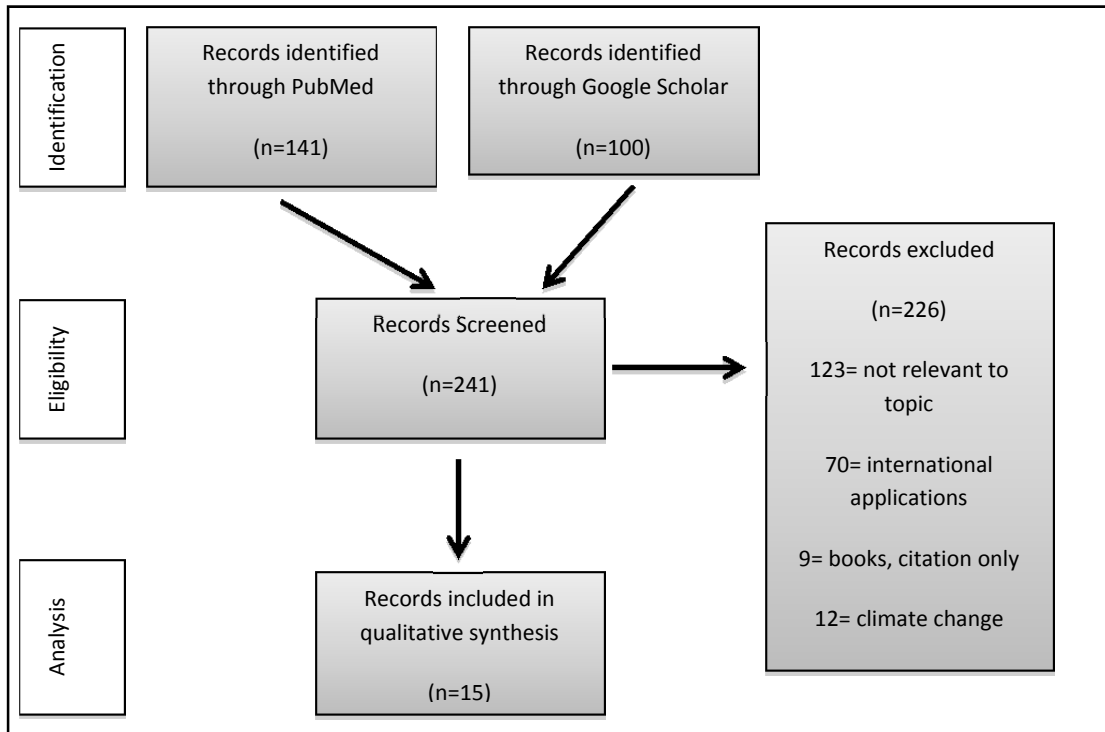 Identification
Records identified
through PubMed
(n=141)
Records identified
through Google Scholar
(n=100)
Eligibility
Records Screened
(n=241)
Records excluded
(n=226)
123= not relevant to
topic
70= international
applications
9= books, citation only
12= climate change
Analysis
Records included in
qualitative synthesis
(n=15)